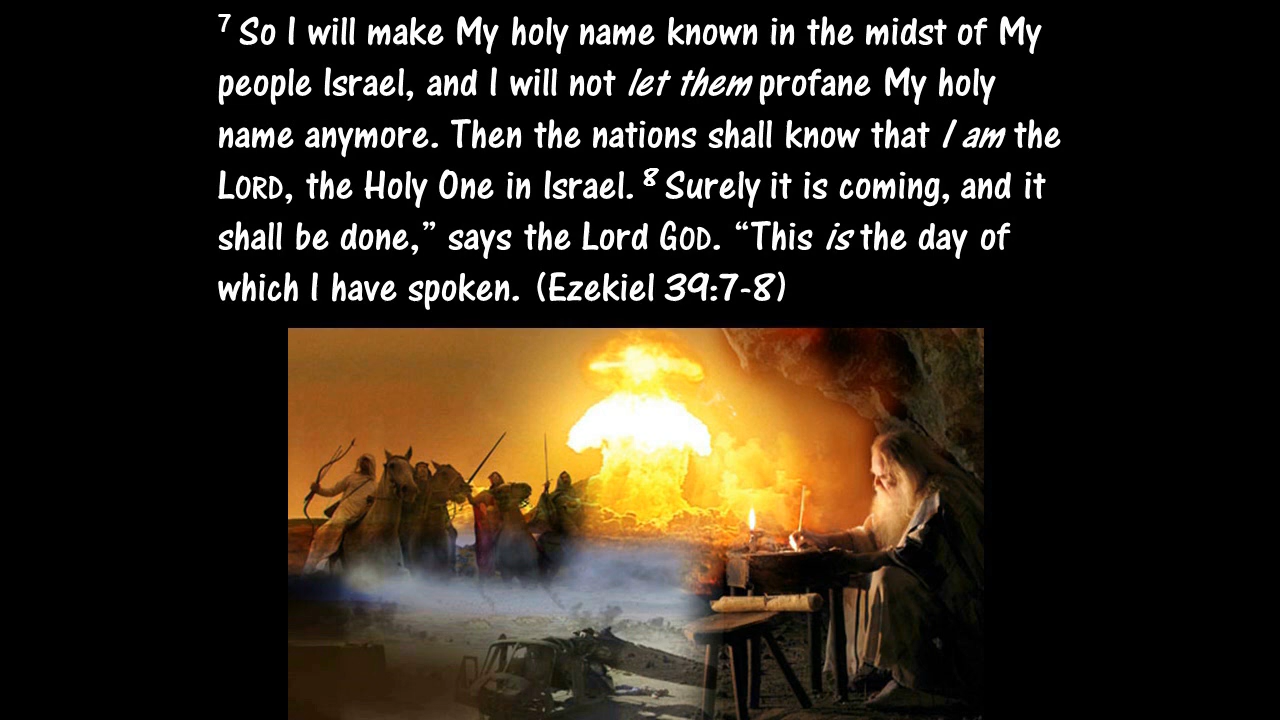 7 So I will make My holy name known in the midst of My
people Israel, and I will not let them profane My holy
name anymore. Then the nations shall know that I am the
LORD, the Holy One in Israel. 8 Surely it is coming, and it
shall be done,” says the Lord GOD. “This is the day of
which I have spoken. (Ezekiel 39:7-8)